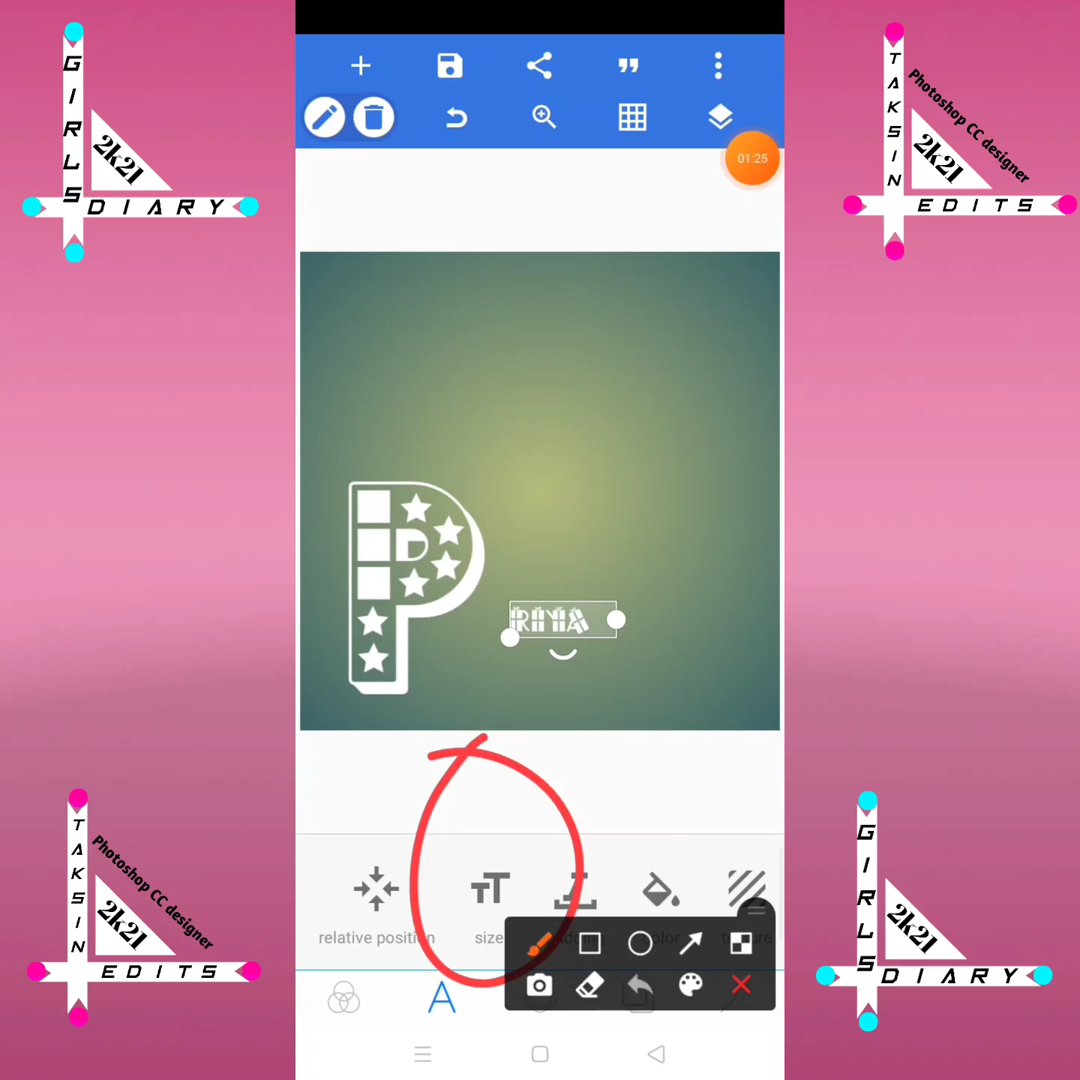 GIRLS
DIARY
2k21
TAKSIN
EDITS
Photoshop CC designer
2k21
01:25
P
RIYA
relative position
size
color
A
TAKSIN
EDITS
Photoshop CC designer
2k21
GIRLS
DIARY
2k21